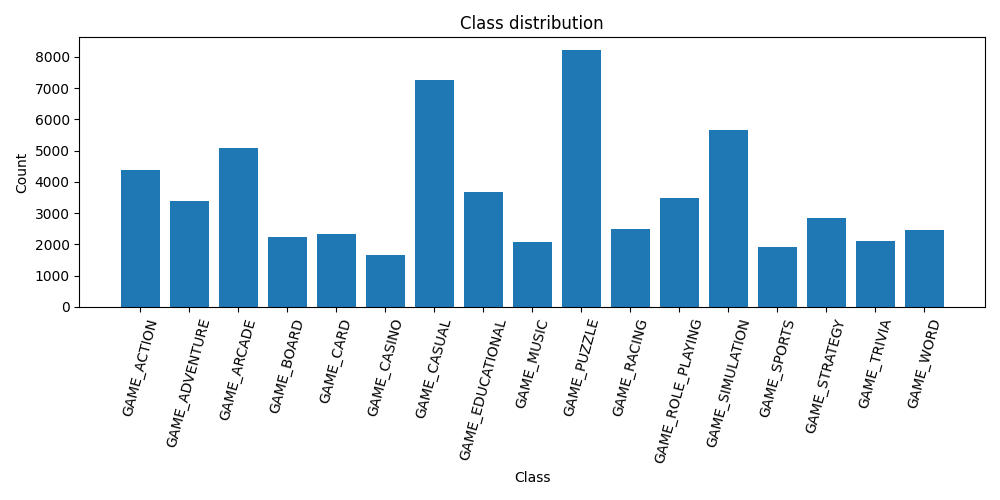 Class distribution
Count
8000
7000
6000
5000
4000
3000
2000
1000
0
GAME_ACTION
GAME_ADVENTURE
GAME_ARCADE
GAME_BOARD
GAME_CARD
GAME_CASINO
GAME_CASUAL
GAME_EDUCATIONAL
GAME_MUSIC
GAME_PUZZLE
GAME_RACING
GAME_ROLE_PLAYING
GAME_SIMULATION
GAME_SPORTS
GAME_STRATEGY
GAME_TRIVIA
GAME_WORD
Class